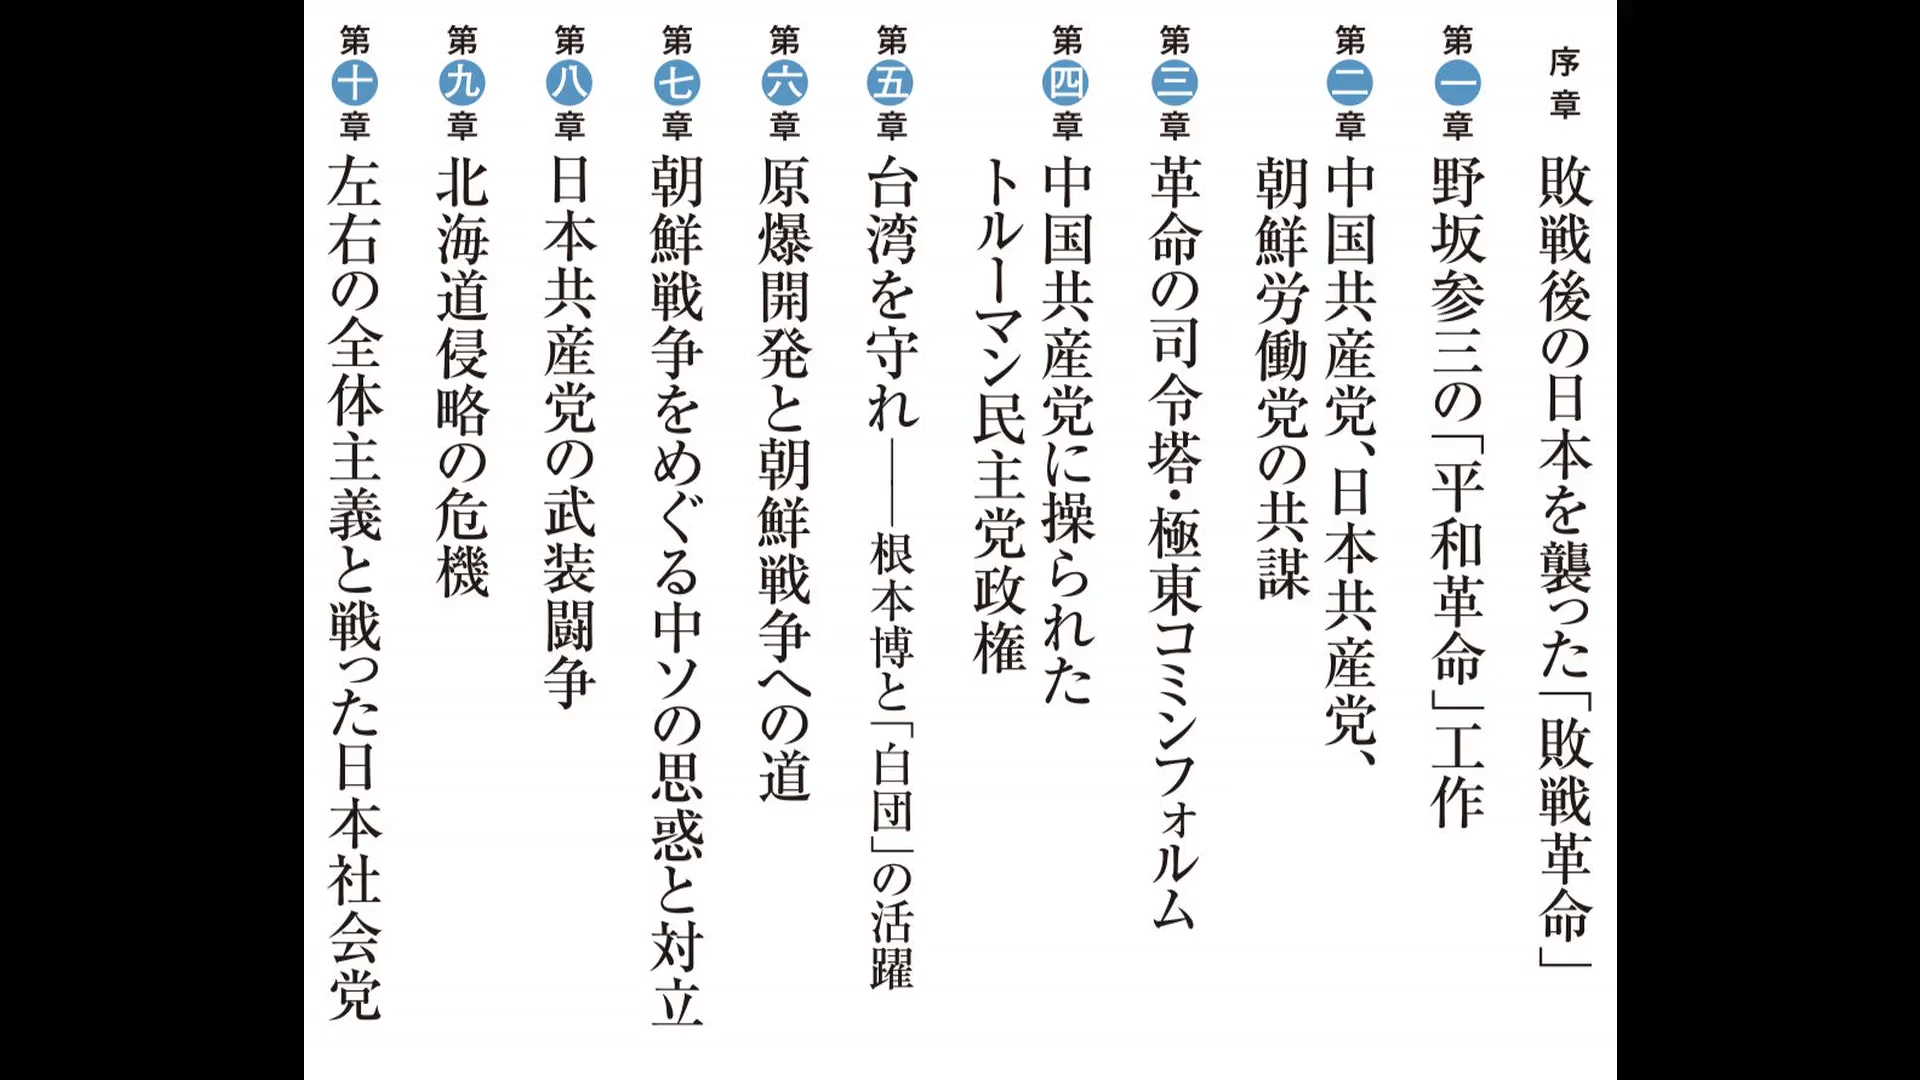 序章 敗戦後の日本を襲った「敗戦革命」
第一章 野坂参三の「平和革命」工作
第二章 中国共産党、日本共産党、
朝鮮労働党の共謀
第三章 革命の司令塔・極東コミンフォルム
第四章 中国共産党に操られた
トルーマン民主党政権
第五章 台湾を守れ――根本博と「白団」の活躍
第六章 原爆開発と朝鮮戦争への道
第七章 朝鮮戦争をめぐる中ソの思惑と対立
第八章 日本共産党の武装闘争
第九章 北海道侵略の危機
第十章 左右の全体主義と戦った日本社会党